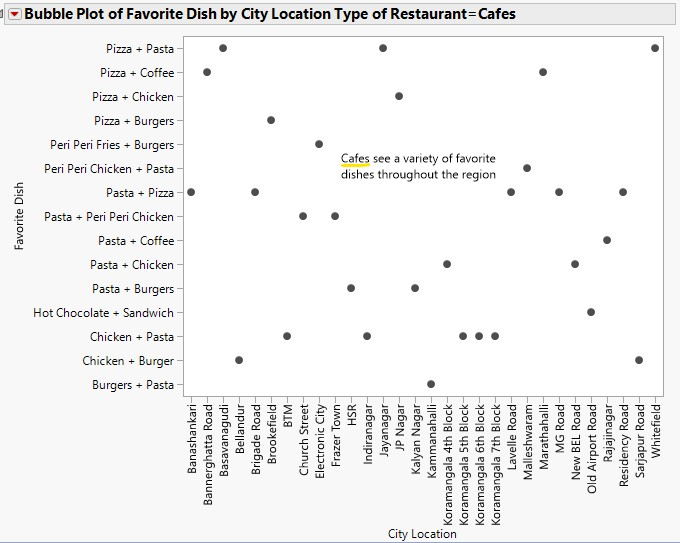 Bubble Plot of Favorite Dish by City Location Type of Restaurant=Cafes
Pizza + Pasta
Pizza + Coffee
Pizza + Chicken
Pizza + Burgers
Peri Peri Fries + Burgers
Peri Peri Chicken + Pasta
Pasta + Pizza
Pasta + Peri Peri Chicken
Pasta + Coffee
Pasta + Chicken
Pasta + Burgers
Hot Chocolate + Sandwich
Chicken + Pasta
Chicken + Burger
Burgers + Pasta
Favorite Dish
Cafes see a variety of favorite
dishes throughout the region
Banashankari
Bannerghatta Road
Basavanagudi
Bellandur
Brigade Road
Brookefield
BTM
Church Street
Electronic City
Frazer Town
HSR
Indiranagar
Jayanagar
JP Nagar
Kalyan Nagar
Kammanahalli
Koramangala 4th Block
Koramangala 5th Block
Koramangala 6th Block
Koramangala 7th Block
Lavelle Road
Malleshwaram
Marathahalli
MG Road
New BEL Road
Old Airport Road
Rajajinagar
Residency Road
Sarjapur Road
Whitefield
City Location